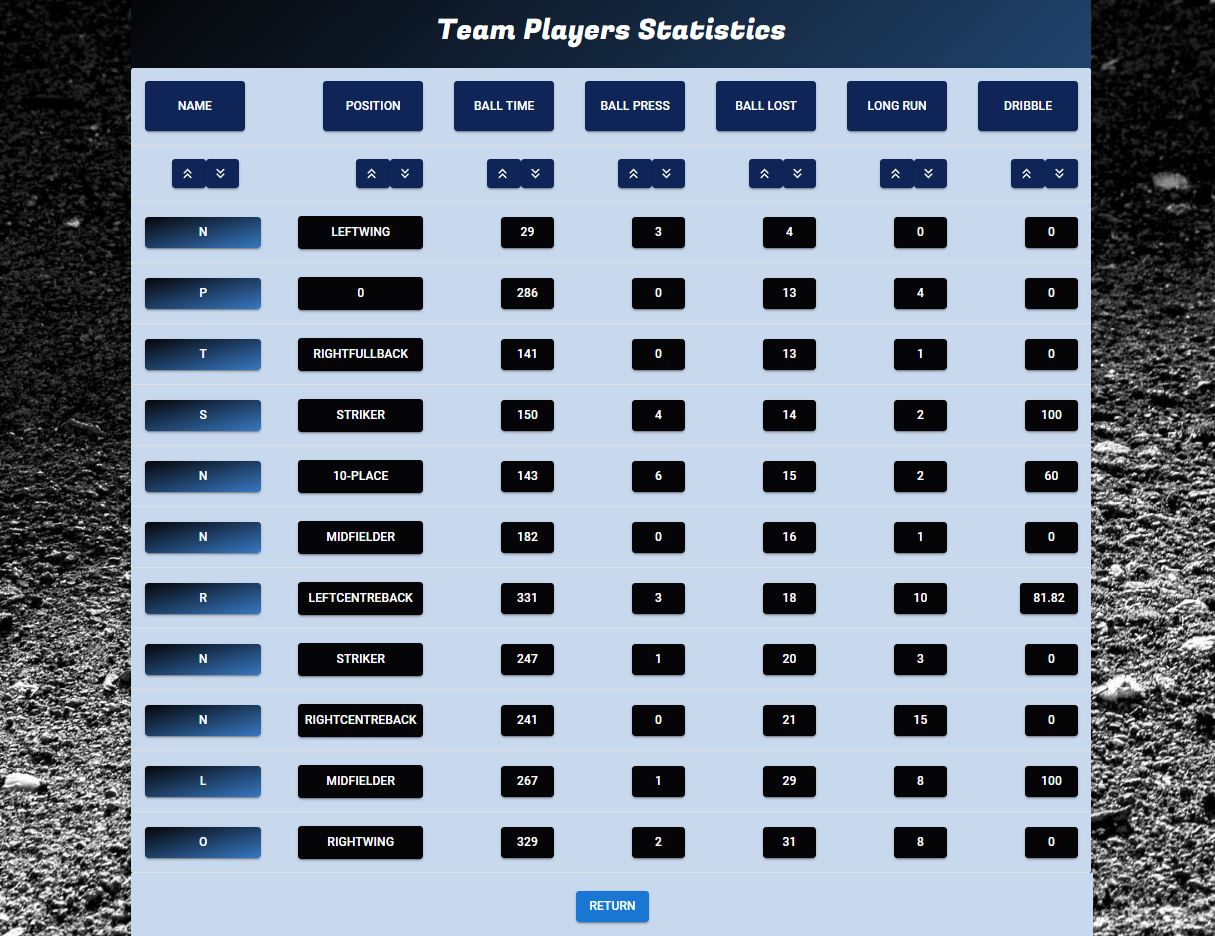 Team Players Statistics
NAME POSITION BALL TIME BALL PRESS BALL LOST LONG RUN DRIBBLE
N LEFTWING 29 3 4 0 0
P 0 286 0 13 4 0
T RIGHTFULLBACK 141 0 13 1 0
S STRIKER 150 4 14 2 100
N 10-PLACE 143 6 15 2 60
N MIDFIELDER 182 0 16 1 0
R LEFTCENTREBACK 331 3 18 10 81.82
N STRIKER 247 1 20 3 0
N RIGHTCENTREBACK 241 0 21 15 0
L MIDFIELDER 267 1 29 8 100
O RIGHTWING 329 2 31 8 0
RETURN